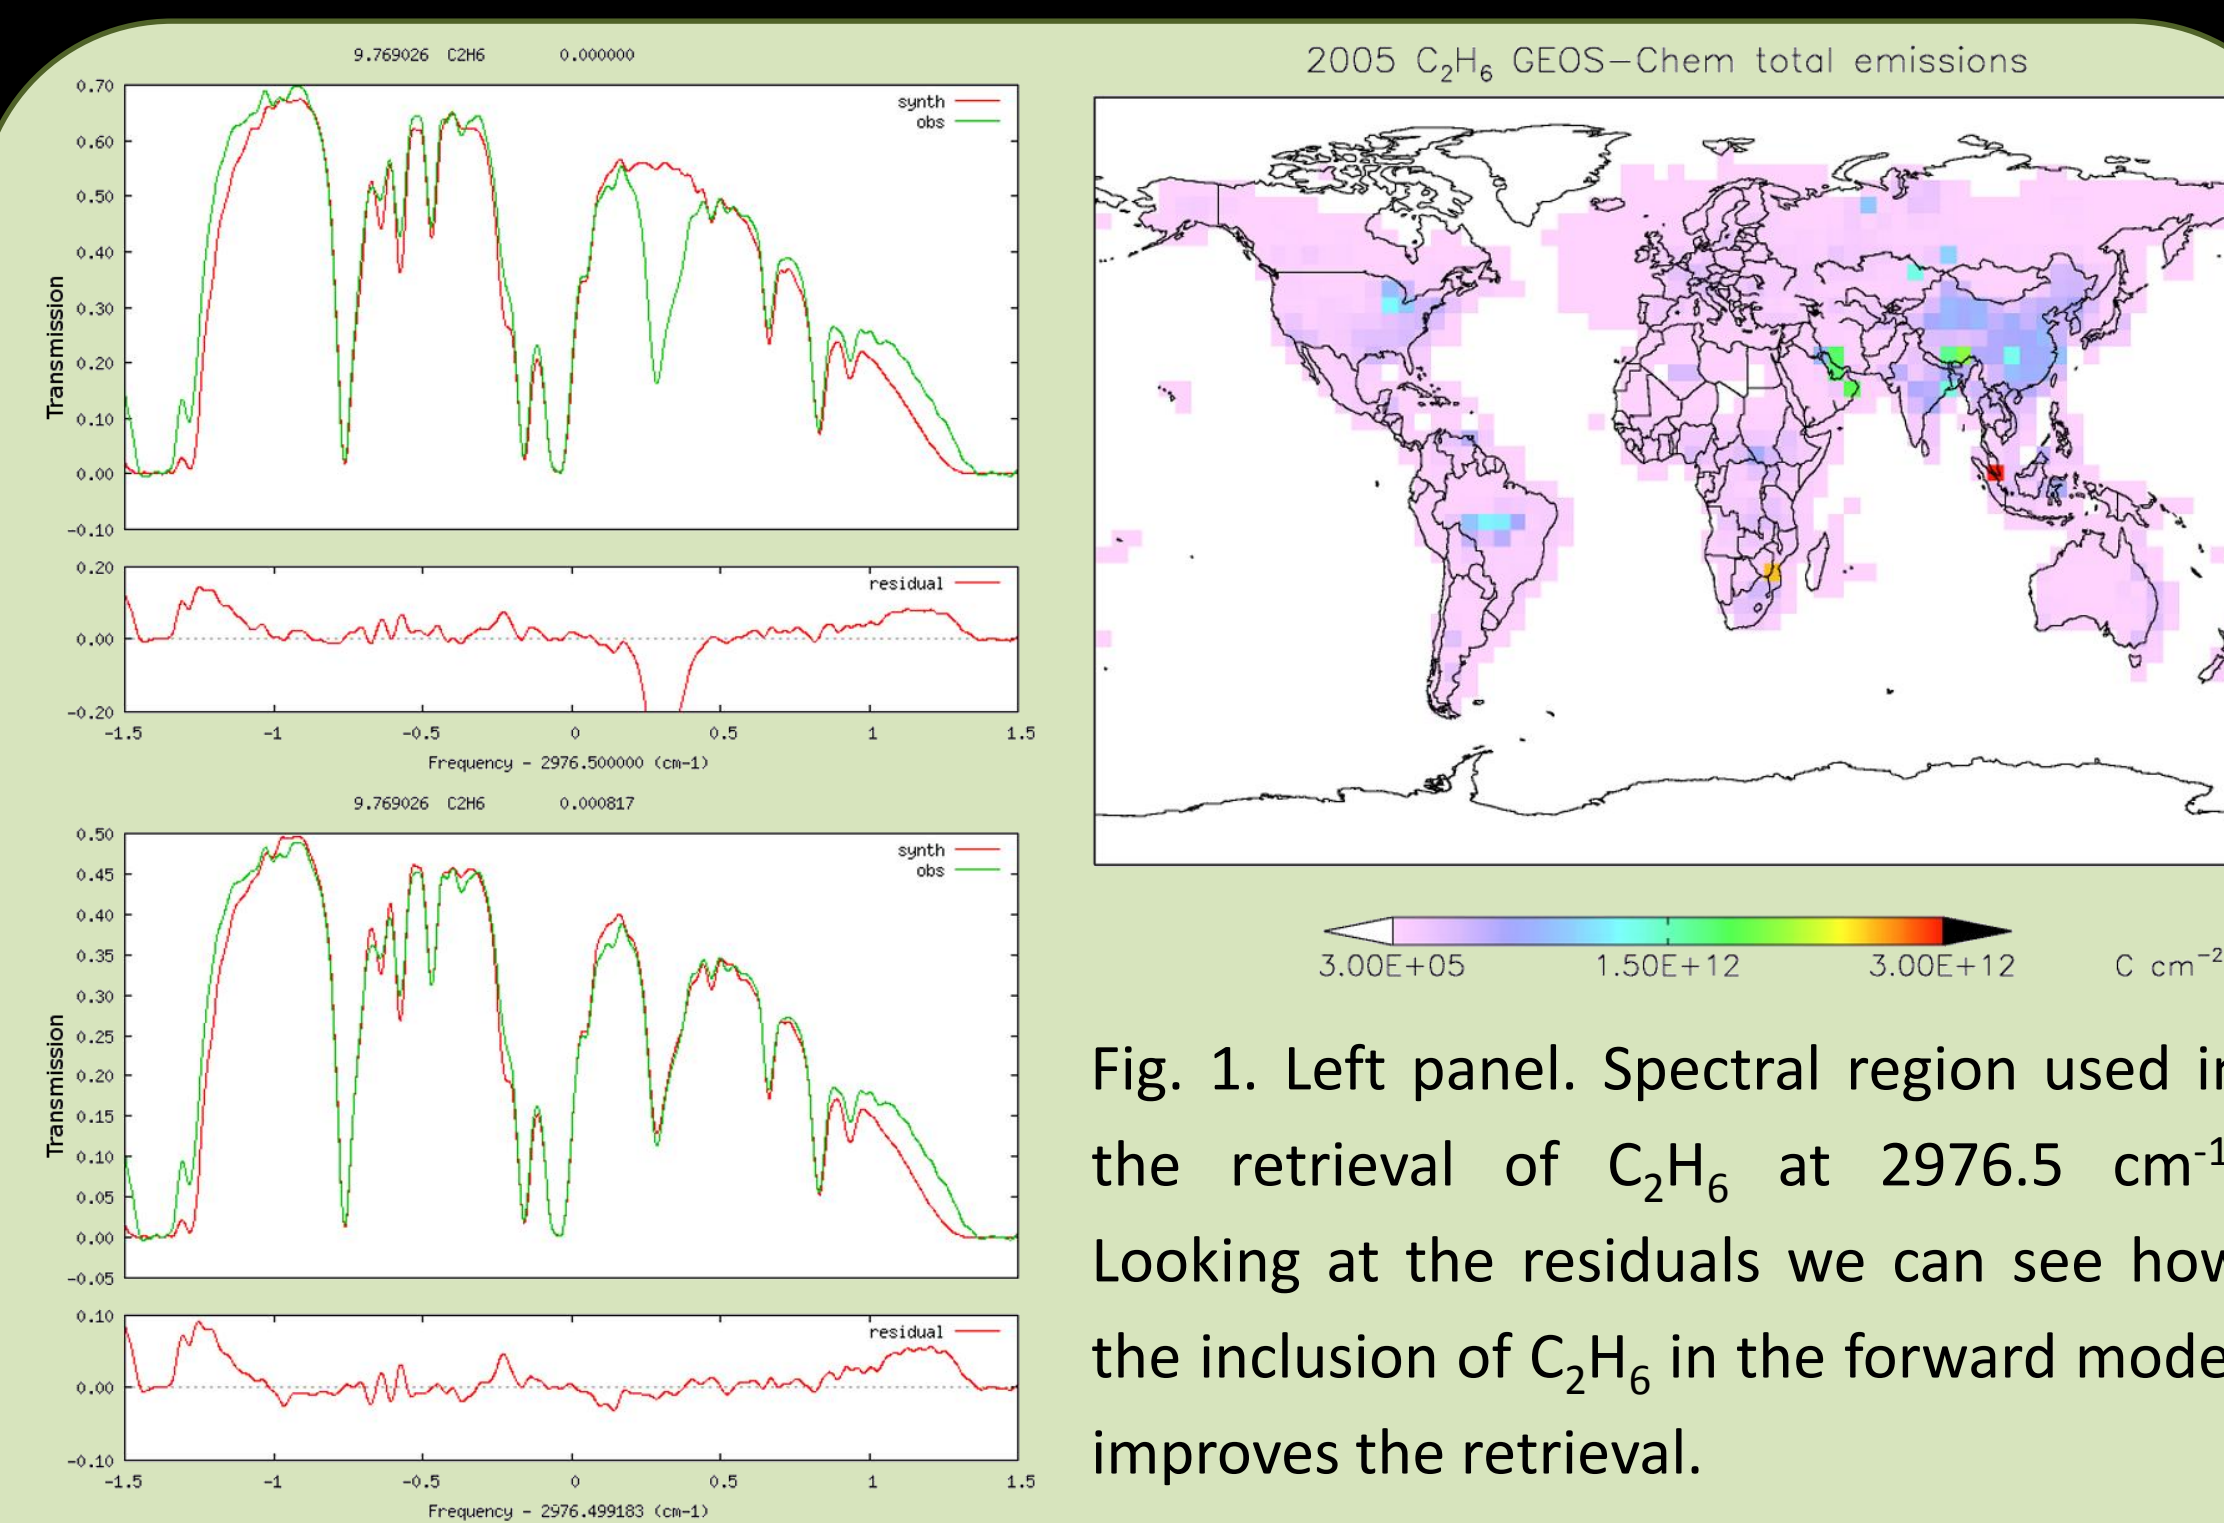 9.769026 C2H6 0.000000
0.70
0.60
0.50
0.40
0.30
0.20
0.10
0.00
-0.10
Transmission
synth
obs
0.20
0.00
-0.20
residual
-1.5 -1 -0.5 0 0.5 1 1.5
Frequency - 2976.500000 (cm-1)
9.769026 C2H6 0.000817
0.50
0.45
0.40
0.35
0.30
0.25
0.20
0.15
0.10
0.05
0.00
-0.05
Transmission
synth
obs
0.10
0.00
-0.10
residual
-1.5 -1 -0.5 0 0.5 1 1.5
Frequency - 2976.499183 (cm-1)
2005 C₂H₆ GEOS-Chem total emissions
3.00E+05 1.50E+12 3.00E+12 C cm⁻²
Fig. 1. Left panel. Spectral region used in
the retrieval of C₂H₆ at 2976.5 cm⁻¹
Looking at the residuals we can see how
the inclusion of C₂H₆ in the forward mode
improves the retrieval.